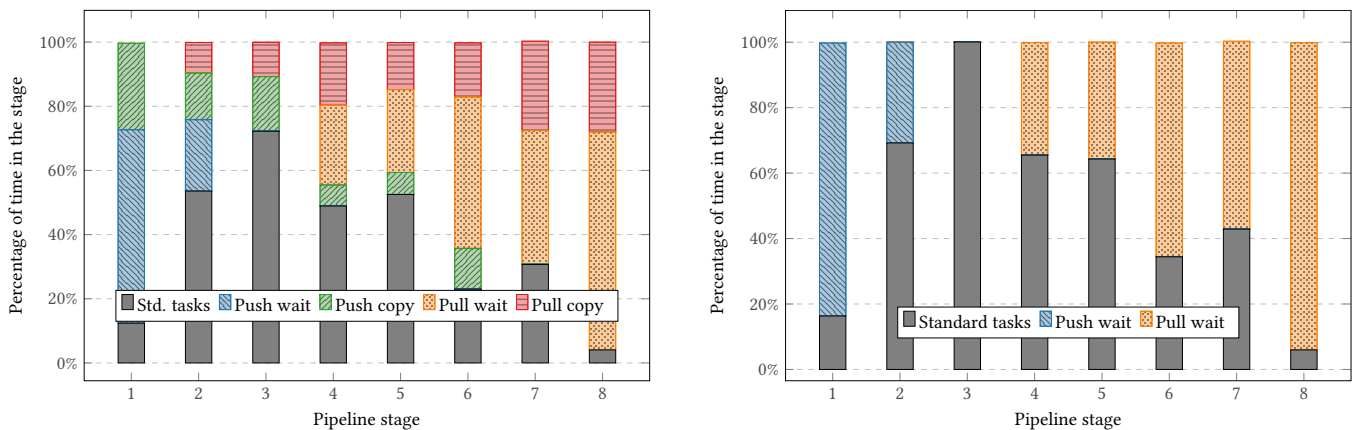 100%
80%
60%
40%
20%
0%
Percentage of time in the stage
Std. tasks Push wait Push copy Pull wait Pull copy
1 2 3 4 5 6 7 8
Pipeline stage
100%
80%
60%
40%
20%
0%
Percentage of time in the stage
Standard tasks Push wait Pull wait
1 2 3 4 5 6 7 8
Pipeline stage